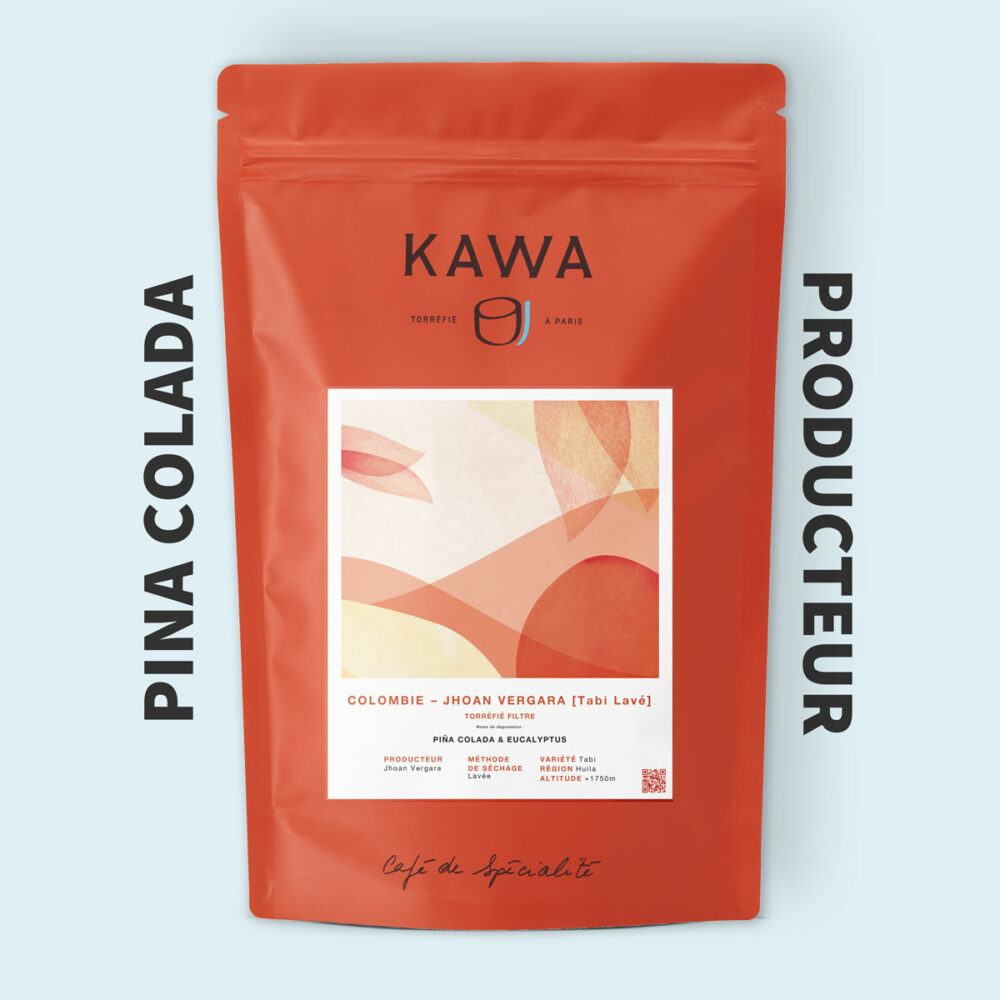 PINA COLADA
PRODUCTEUR
KAWA
TORRÉFIÉ A PARIS
COLOMBIE – JHOAN VERGARA [Tabi Lavé]
TORRÉFIÉ FILTRE
Notes de dégustation :
PIÑA COLADA & EUCALYPTUS
PRODUCTEUR
Jhoan Vergara
MÉTHODE
DE SÉCHAGE
Lavée
VARIÉTÉ Tabi
RÉGION Huila
ALTITUDE +1750m
Café de Spécialité